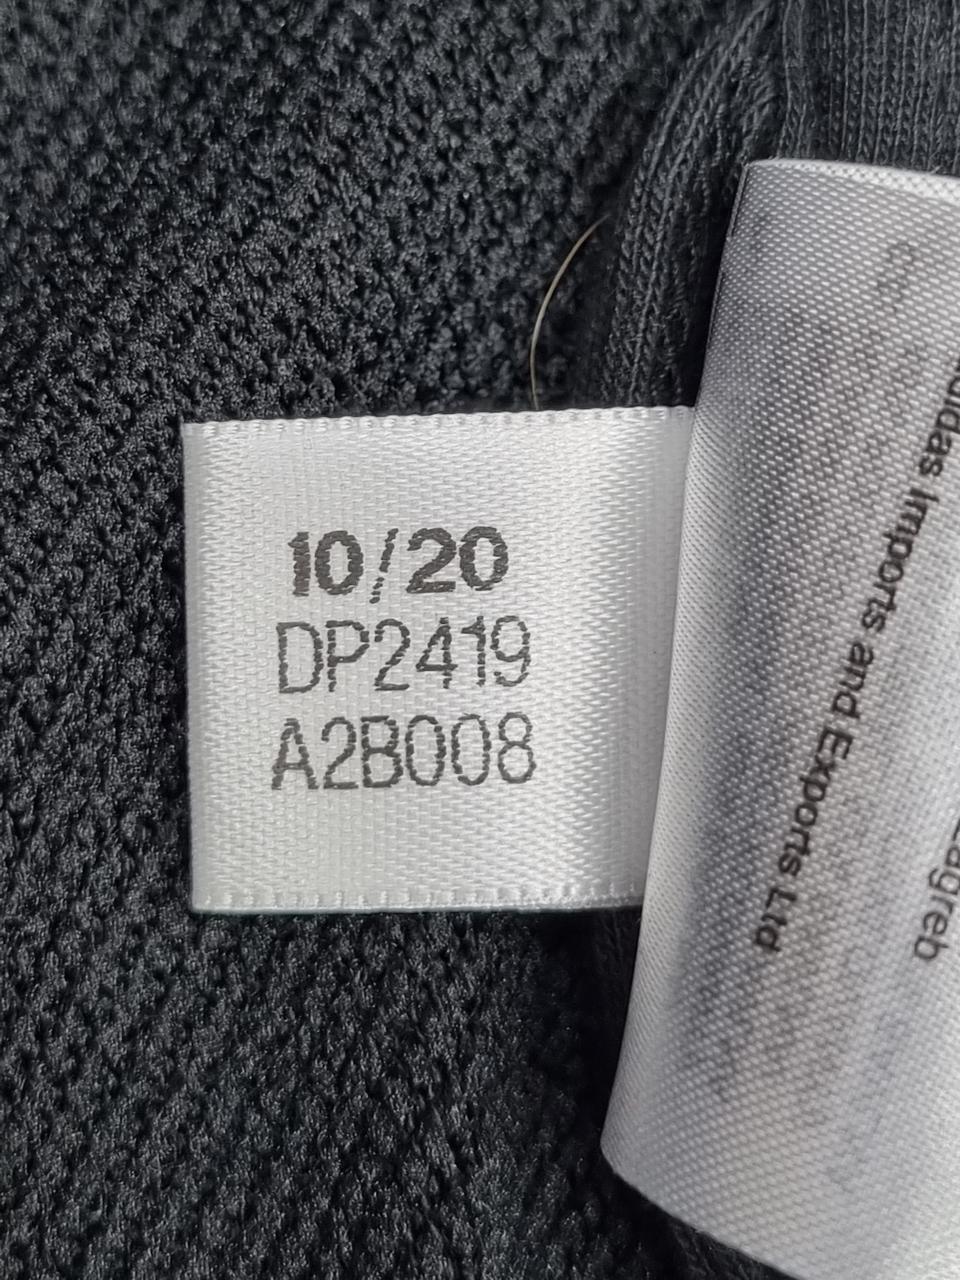 10/20
DP2419
A2B008
adidas Imports and Exports Ltd
Zagreb